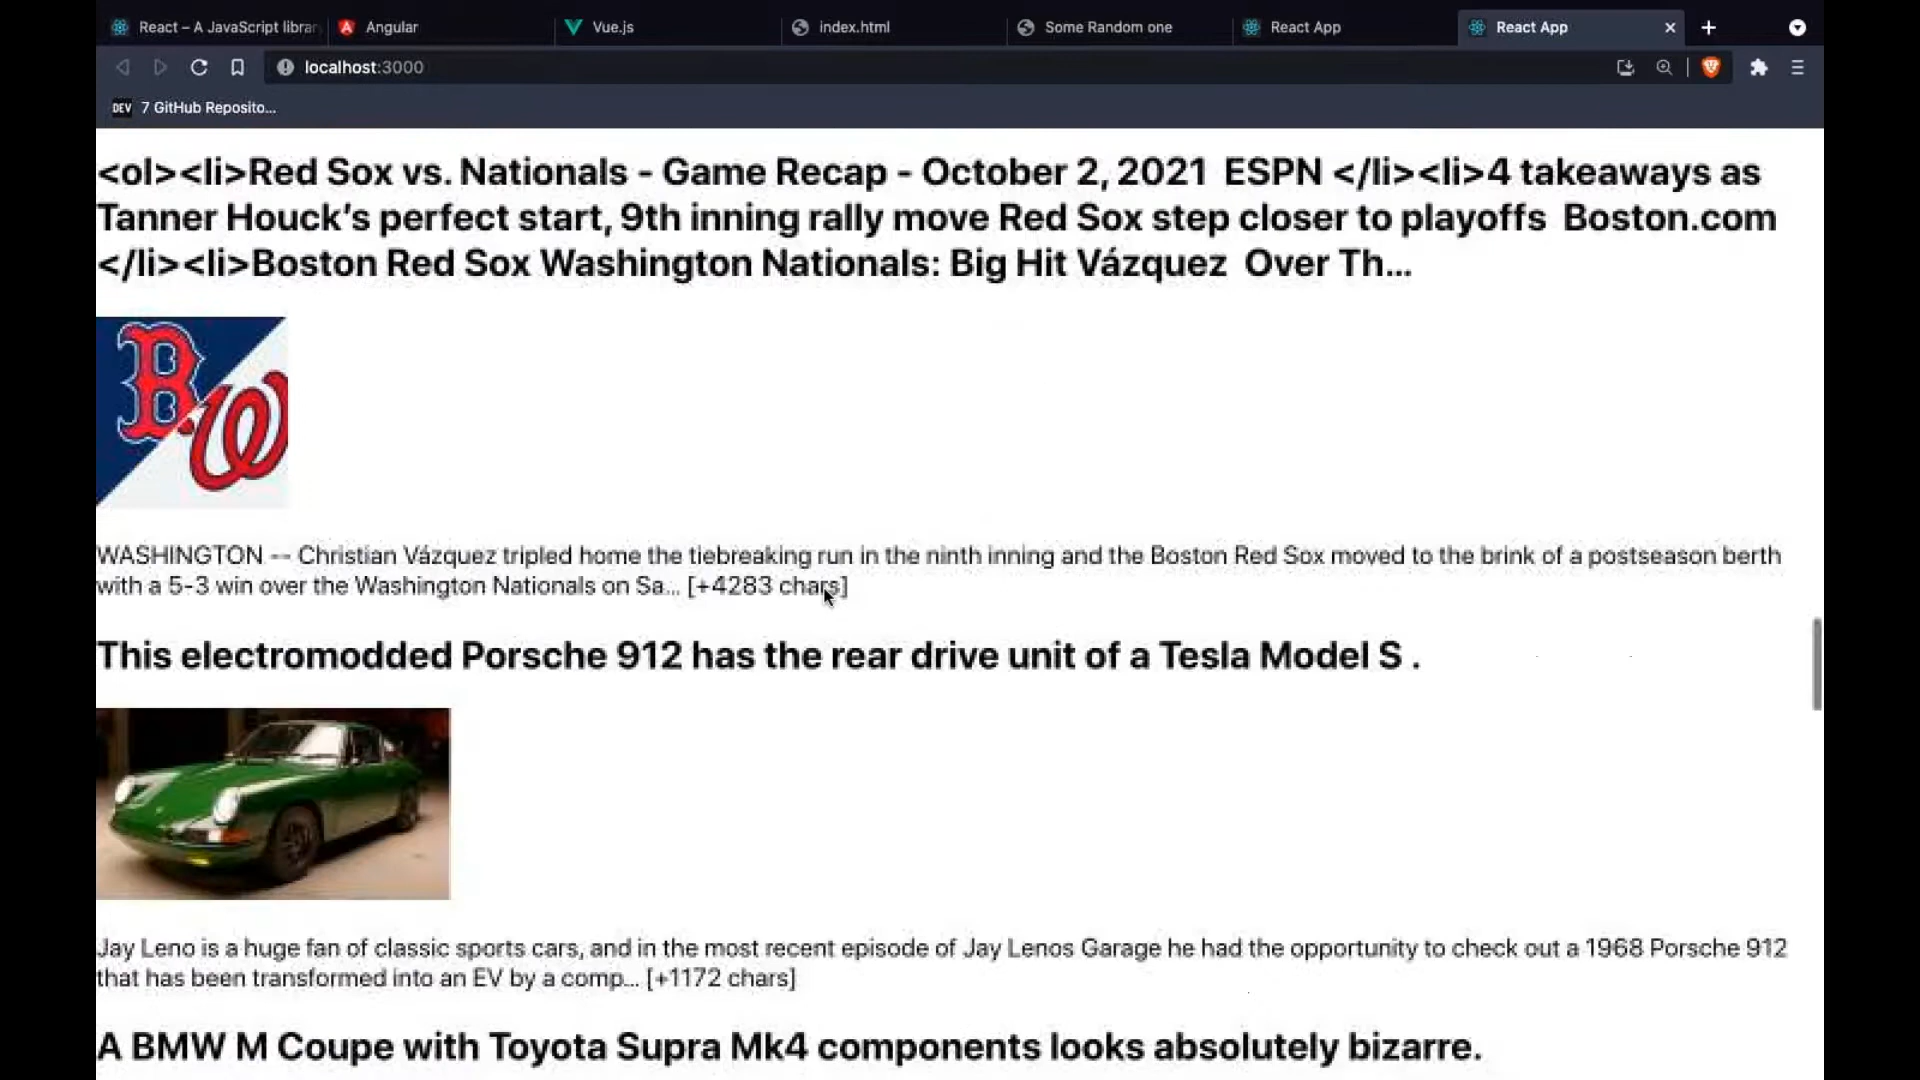 React – A JavaScript librar
Angular
Vue.js
index.html
Some Random one
React App
React App
localhost:3000
DEV 7 GitHub Reposito...
<ol><li>Red Sox vs. Nationals - Game Recap - October 2, 2021  ESPN </li><li>4 takeaways as
Tanner Houck’s perfect start, 9th inning rally move Red Sox step closer to playoffs  Boston.com
</li><li>Boston Red Sox Washington Nationals: Big Hit Vázquez  Over Th…
B
W
WASHINGTON -- Christian Vázquez tripled home the tiebreaking run in the ninth inning and the Boston Red Sox moved to the brink of a postseason berth
with a 5-3 win over the Washington Nationals on Sa… [+4283 chars]
This electromodded Porsche 912 has the rear drive unit of a Tesla Model S .
Jay Leno is a huge fan of classic sports cars, and in the most recent episode of Jay Lenos Garage he had the opportunity to check out a 1968 Porsche 912
that has been transformed into an EV by a comp… [+1172 chars]
A BMW M Coupe with Toyota Supra Mk4 components looks absolutely bizarre.